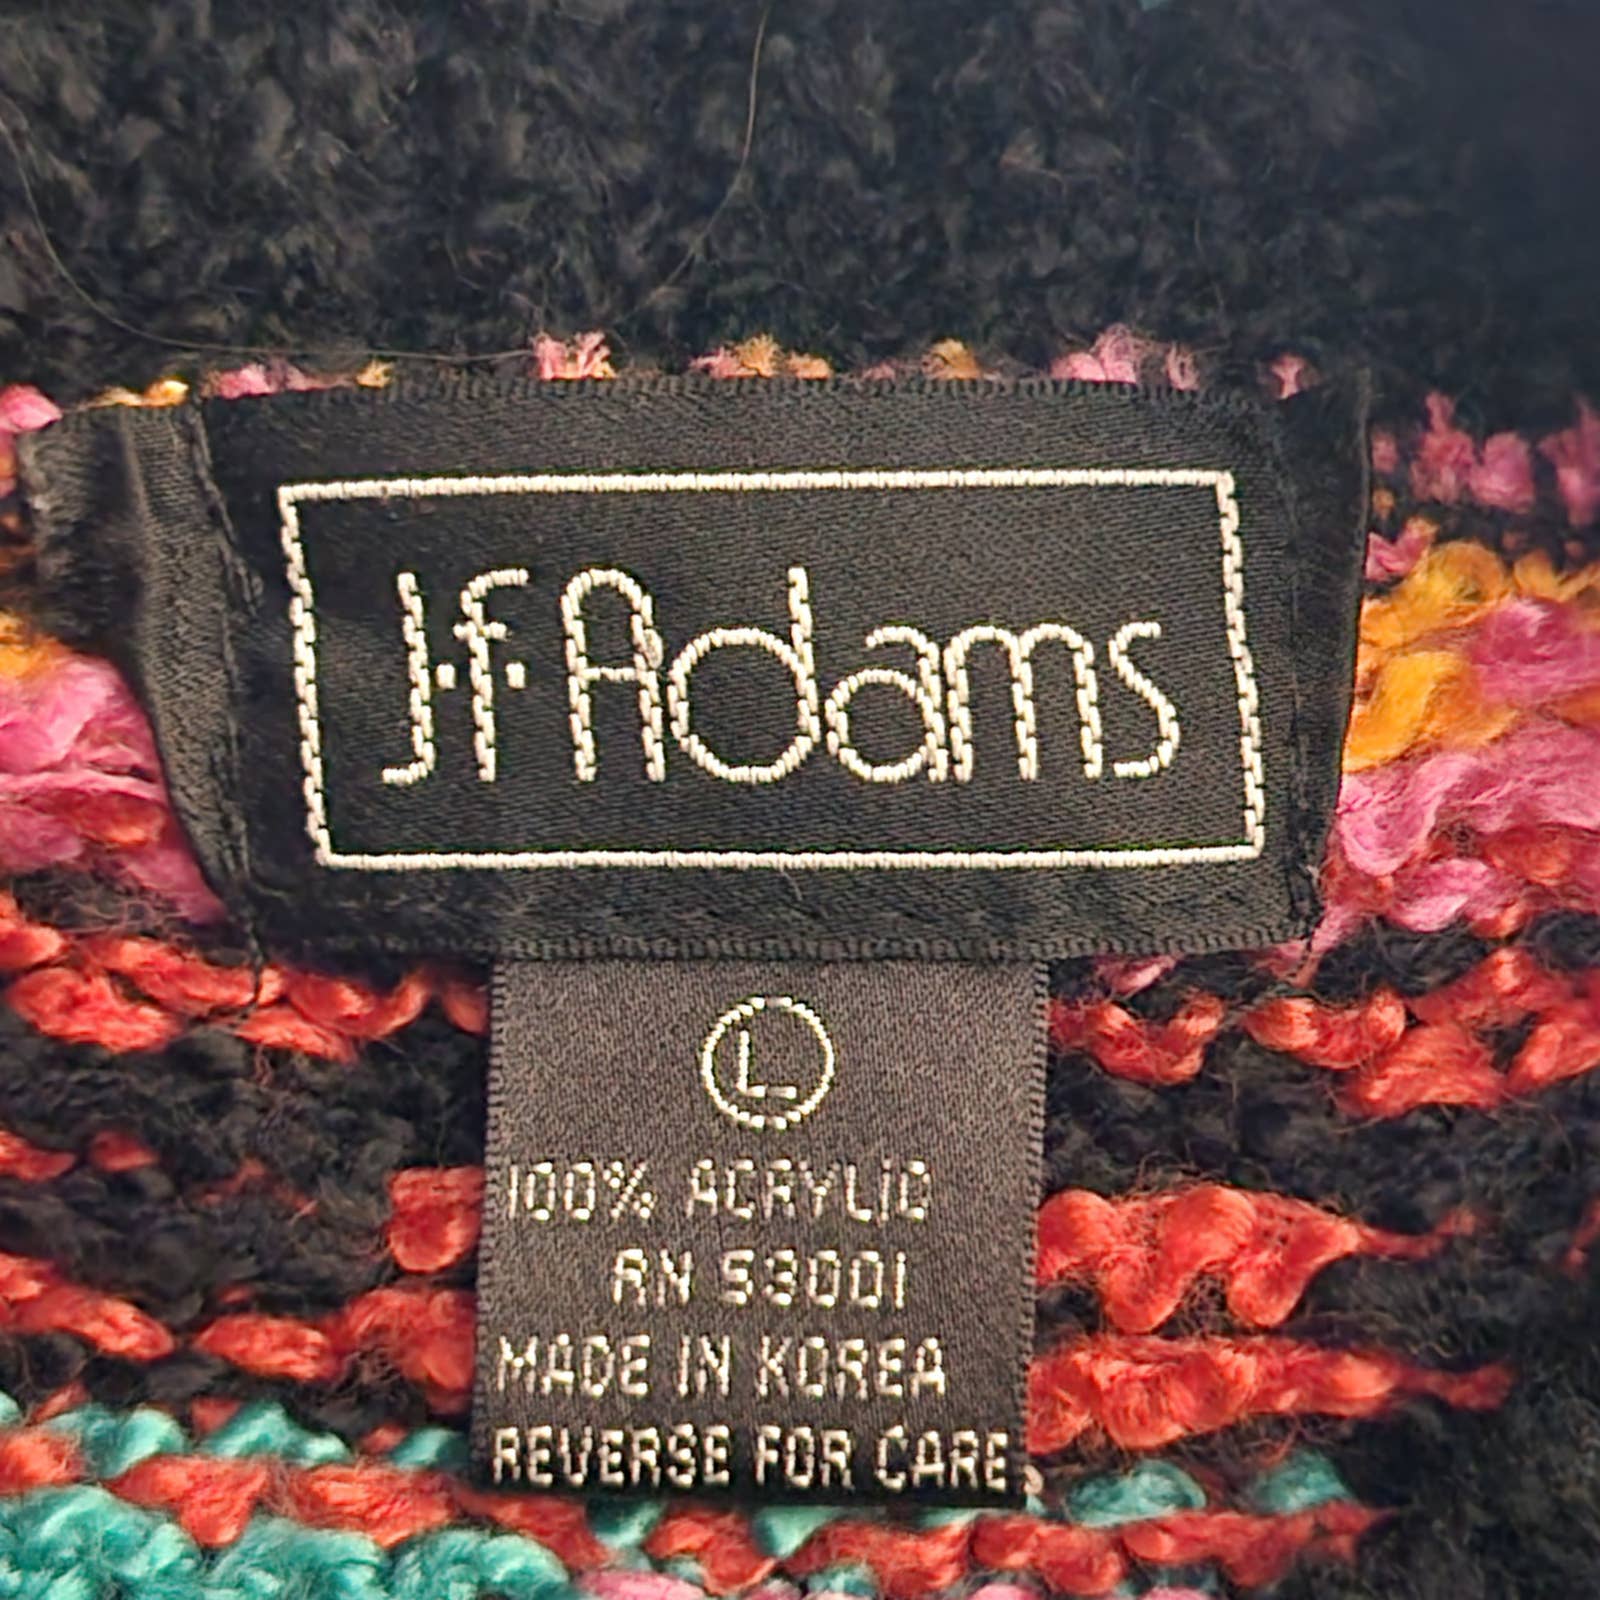 J.f. Adams
L
100% ACRYLIC
RN 53001
MADE IN KOREA
REVERSE FOR CARE